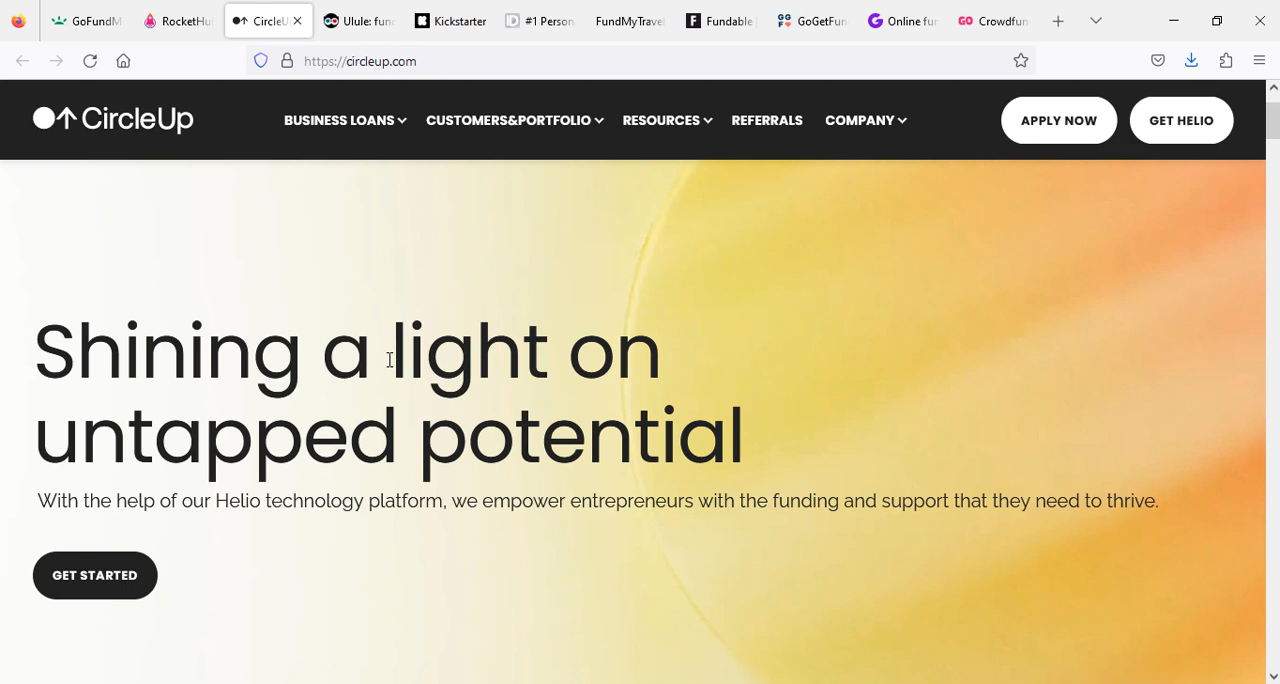 GoFundM
RocketHu
CircleU
Ulule: fund
Kickstarter
#1 Person
FundMyTravel
Fundable
GoGetFun
Online fun
Crowdfun
https://circleup.com
CircleUp
BUSINESS LOANS
CUSTOMERS&PORTFOLIO
RESOURCES
REFERRALS
COMPANY
APPLY NOW
GET HELIO
Shining a light on
untapped potential
With the help of our Helio technology platform, we empower entrepreneurs with the funding and support that they need to thrive.
GET STARTED